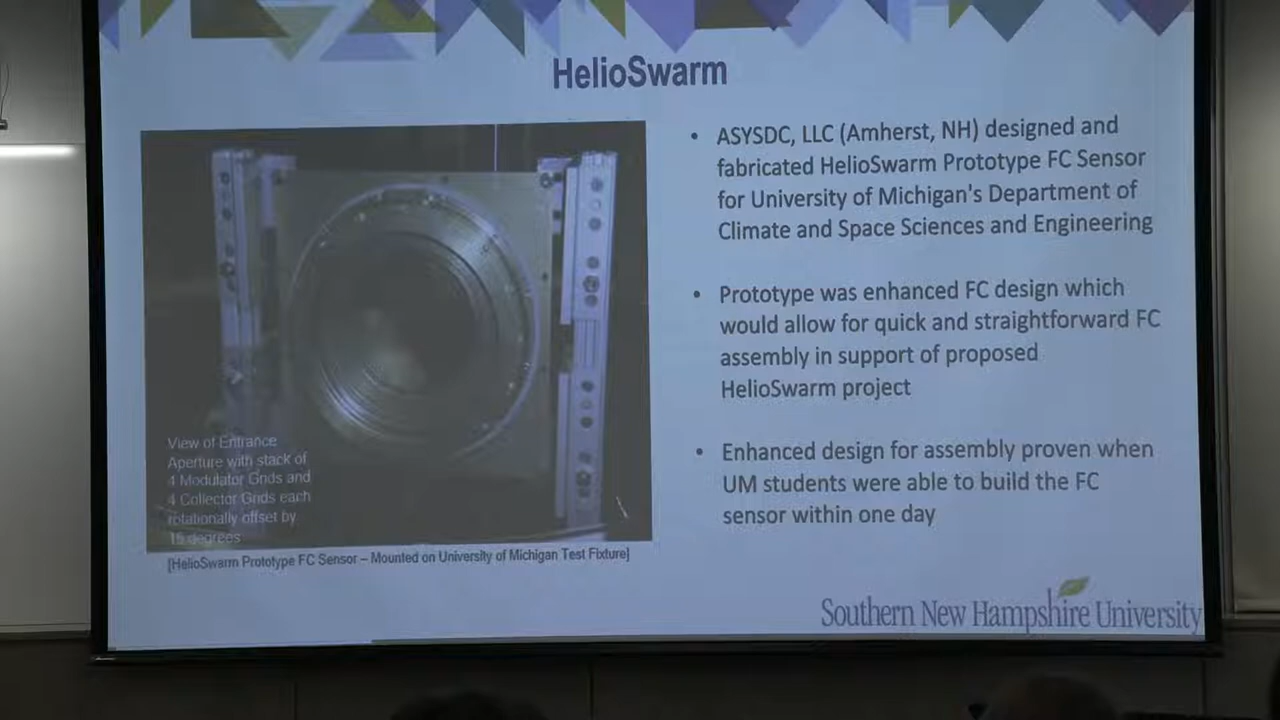 HelioSwarm
• ASYSDC, LLC (Amherst, NH) designed and
fabricated HelioSwarm Prototype FC Sensor
for University of Michigan's Department of
Climate and Space Sciences and Engineering
• Prototype was enhanced FC design which
would allow for quick and straightforward FC
assembly in support of proposed
HelioSwarm project
• Enhanced design for assembly proven when
UM students were able to build the FC
sensor within one day
View of Entrance
Aperture with stack of
4 Modulator Grids and
4 Collector Grids each
rotationally offset by
15 degrees
[HelioSwarm Prototype FC Sensor – Mounted on University of Michigan Test Fixture]
Southern New Hampshire University